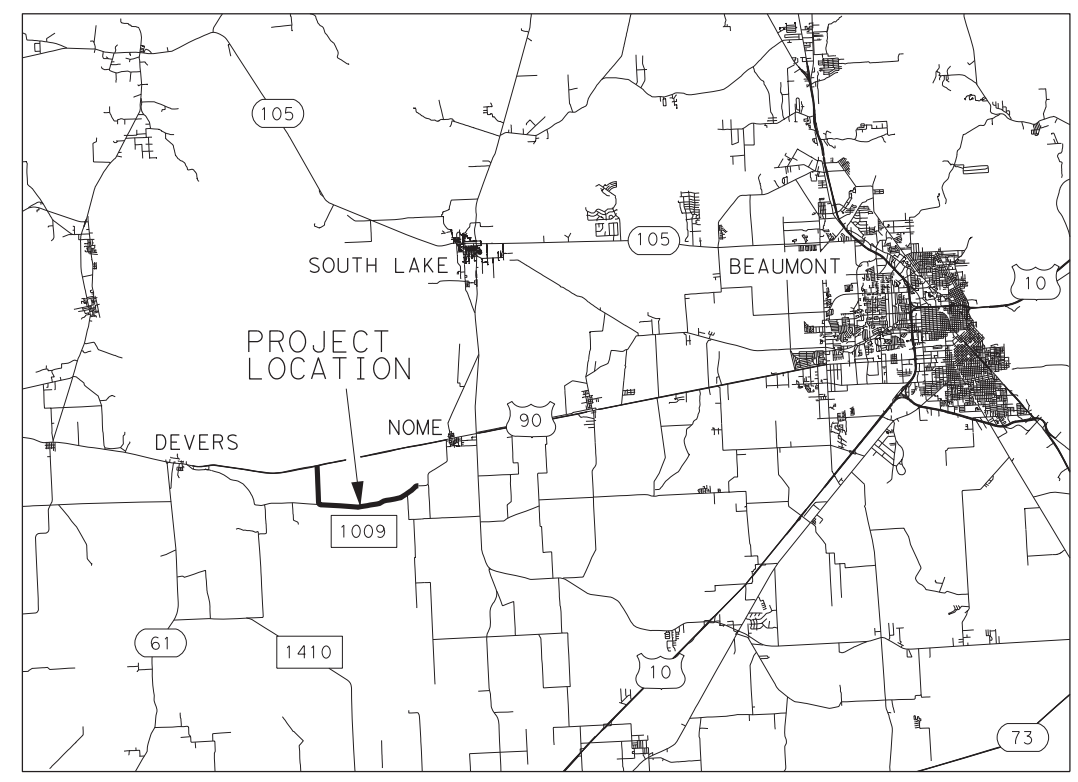 105
105
SOUTH LAKE
BEAUMONT
10
PROJECT
LOCATION
90
NOME
DEVERS
1009
61
1410
10
73